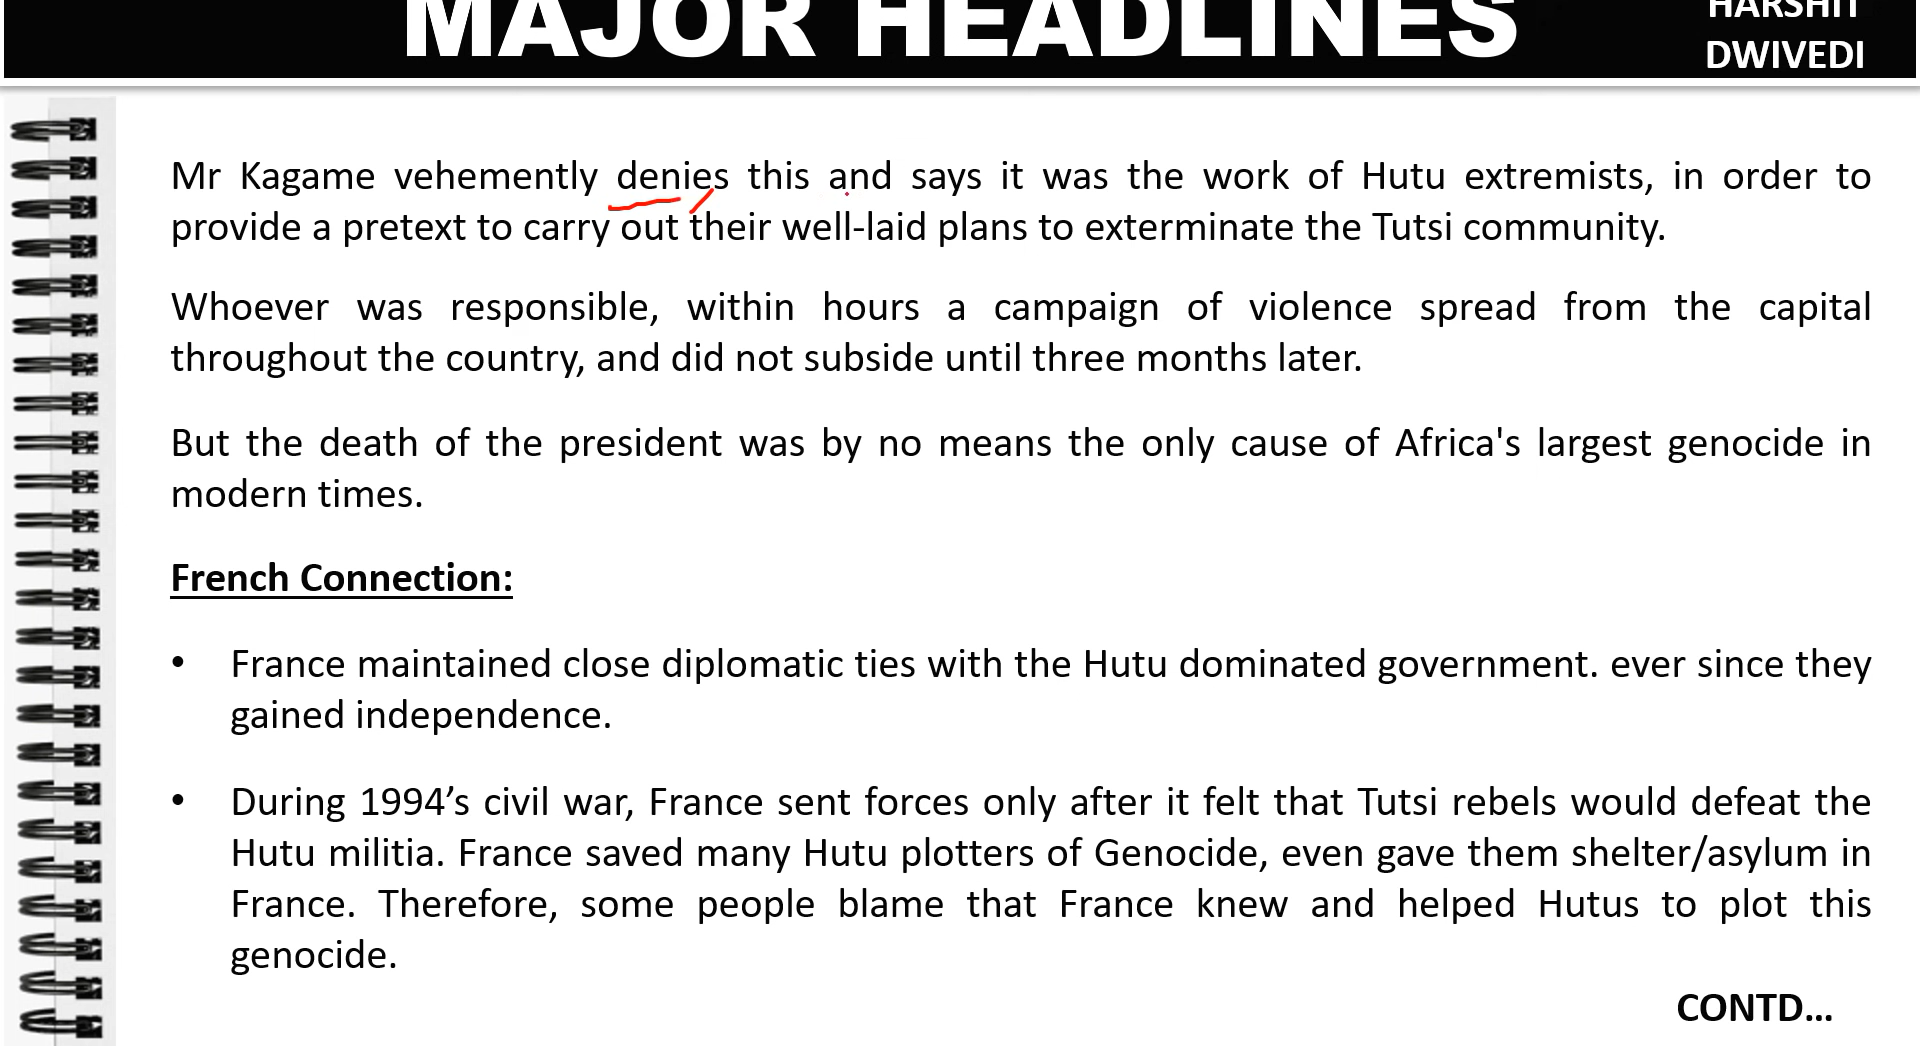 MAJOR HEADLINES
HARSHIT
DWIVEDI
Mr Kagame vehemently denies this and says it was the work of Hutu extremists, in order to
provide a pretext to carry out their well-laid plans to exterminate the Tutsi community.
Whoever was responsible, within hours a campaign of violence spread from the capital
throughout the country, and did not subside until three months later.
But the death of the president was by no means the only cause of Africa's largest genocide in
modern times.
French Connection:
• France maintained close diplomatic ties with the Hutu dominated government. ever since they
gained independence.
• During 1994’s civil war, France sent forces only after it felt that Tutsi rebels would defeat the
Hutu militia. France saved many Hutu plotters of Genocide, even gave them shelter/asylum in
France. Therefore, some people blame that France knew and helped Hutus to plot this
genocide.
CONTD...